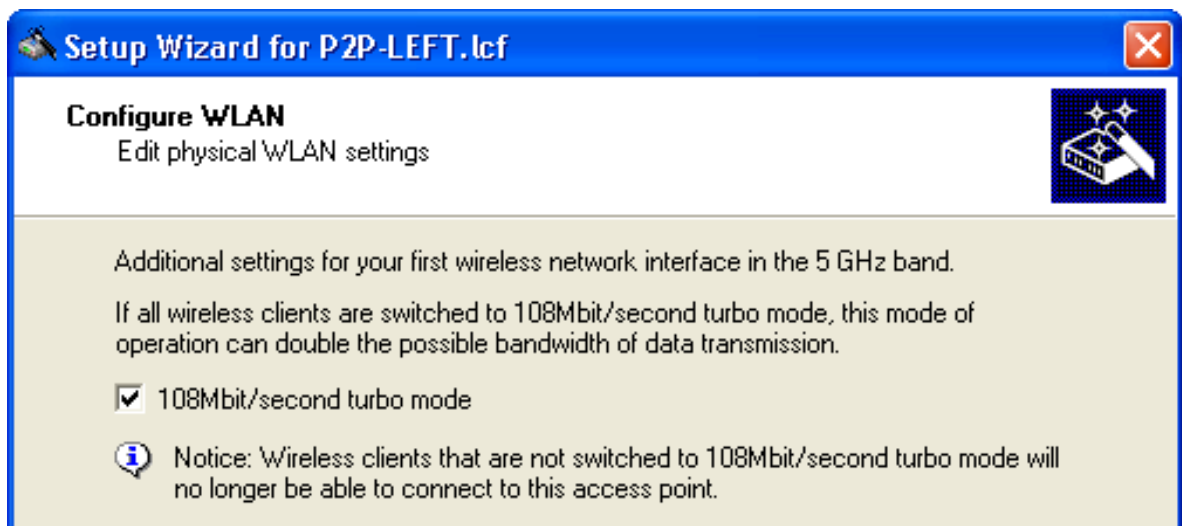 Setup Wizard for P2P-LEFT.lcf
Configure WLAN
Edit physical WLAN settings
Additional settings for your first wireless network interface in the 5 GHz band.
If all wireless clients are switched to 108Mbit/second turbo mode, this mode of
operation can double the possible bandwidth of data transmission.
108Mbit/second turbo mode
Notice: Wireless clients that are not switched to 108Mbit/second turbo mode will
no longer be able to connect to this access point.